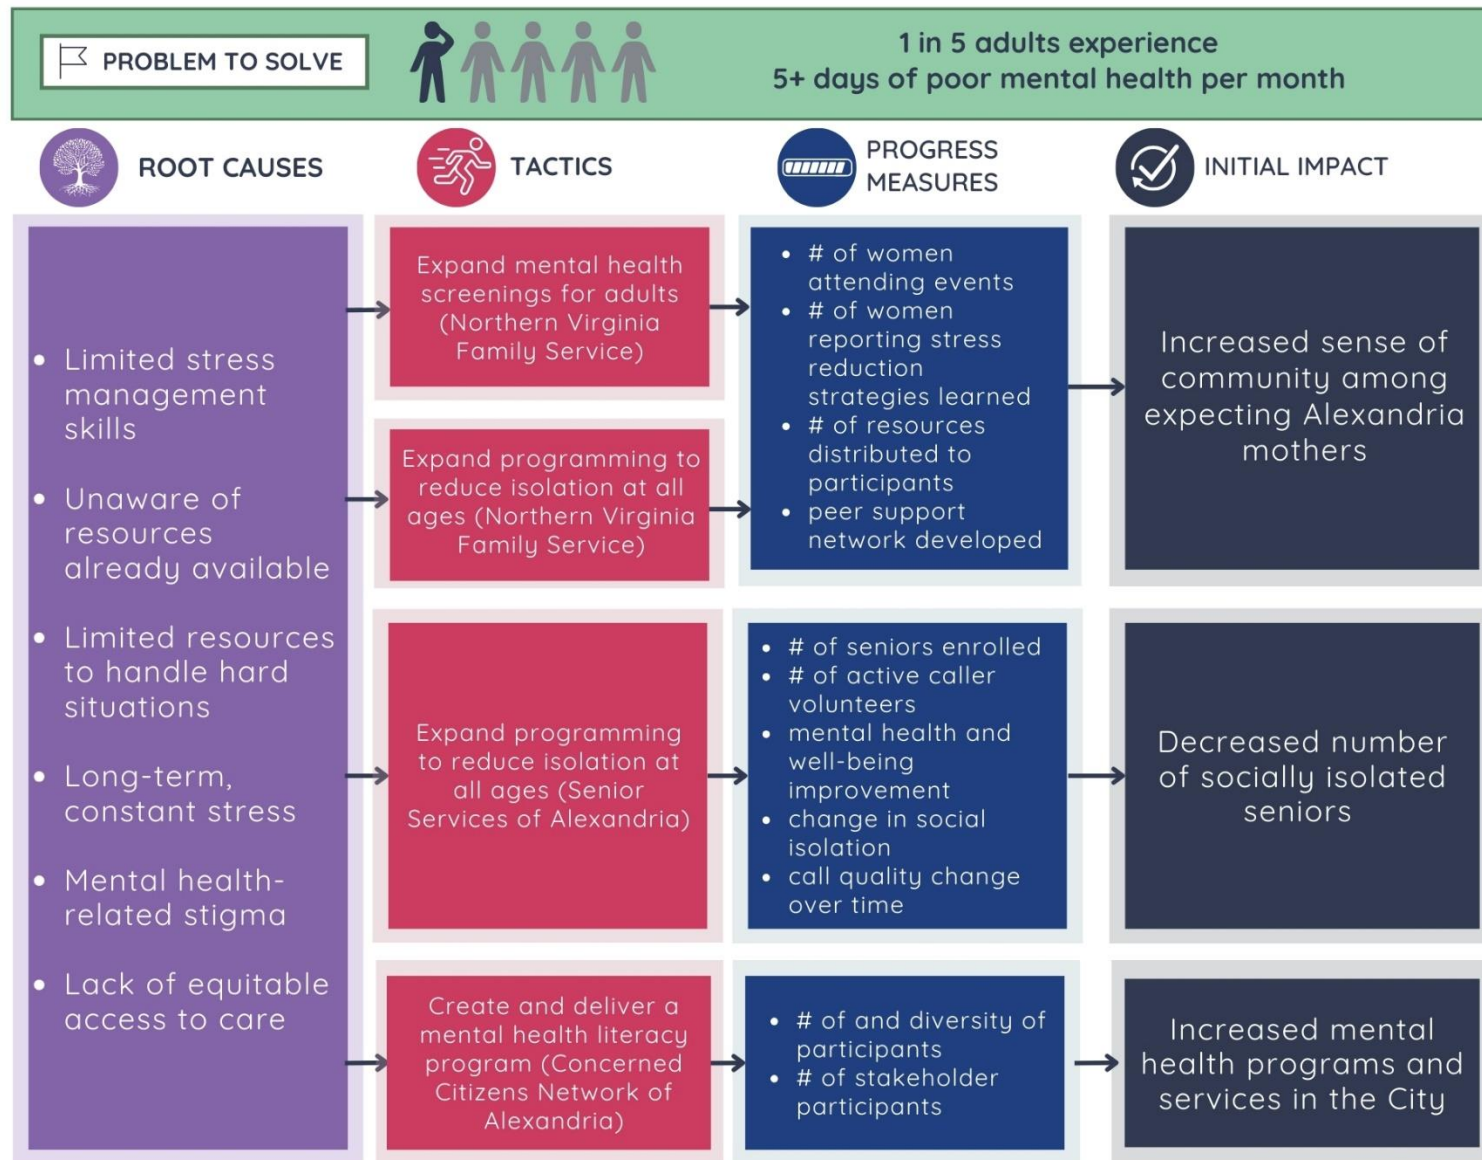 PROBLEM TO SOLVE
1 in 5 adults experience
5+ days of poor mental health per month
ROOT CAUSES
TACTICS
PROGRESS
MEASURES
INITIAL IMPACT
• Limited stress
management
skills
• Unaware of
resources
already available
• Limited resources
to handle hard
situations
• Long-term,
constant stress
• Mental health-
related stigma
• Lack of equitable
access to care
Expand mental health
screenings for adults
(Northern Virginia
Family Service)
Expand programming to
reduce isolation at all
ages (Northern Virginia
Family Service)
• # of women
attending events
• # of women
reporting stress
reduction
strategies learned
• # of resources
distributed to
participants
• peer support
network developed
Increased sense of
community among
expecting Alexandria
mothers
Expand programming
to reduce isolation at
all ages (Senior
Services of Alexandria)
• # of seniors enrolled
• # of active caller
volunteers
• mental health and
well-being
improvement
• change in social
isolation
• call quality change
over time
Decreased number
of socially isolated
seniors
Create and deliver a
mental health literacy
program (Concerned
Citizens Network of
Alexandria)
• # of and diversity of
participants
• # of stakeholder
participants
Increased mental
health programs and
services in the City